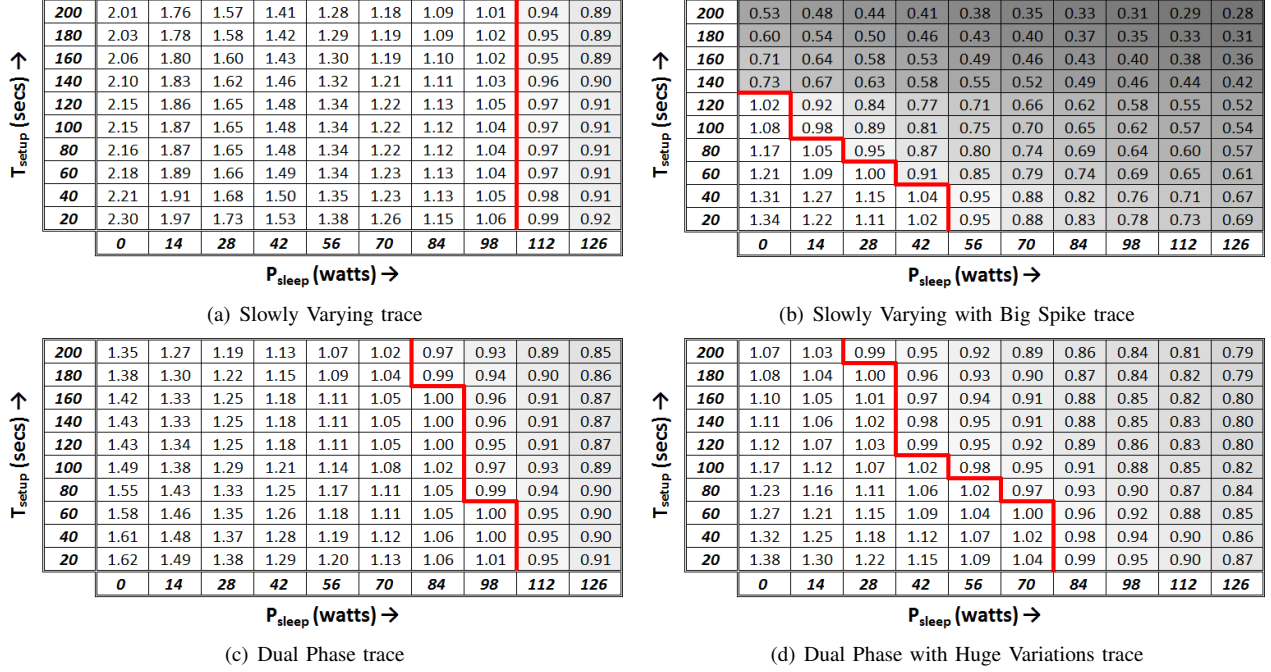 200 2.01 1.76 1.57 1.41 1.28 1.18 1.09 1.01 0.94 0.89
180 2.03 1.78 1.58 1.42 1.29 1.19 1.09 1.02 0.95 0.89
160 2.06 1.80 1.60 1.43 1.30 1.19 1.10 1.02 0.95 0.89
140 2.10 1.83 1.62 1.46 1.32 1.21 1.11 1.03 0.96 0.90
120 2.15 1.86 1.65 1.48 1.34 1.22 1.13 1.05 0.97 0.91
100 2.15 1.87 1.65 1.48 1.34 1.22 1.12 1.04 0.97 0.91
80 2.16 1.87 1.65 1.48 1.34 1.22 1.12 1.04 0.97 0.91
60 2.18 1.89 1.66 1.49 1.34 1.23 1.13 1.04 0.97 0.91
40 2.21 1.91 1.68 1.50 1.35 1.23 1.13 1.05 0.98 0.91
20 2.30 1.97 1.73 1.53 1.38 1.26 1.15 1.06 0.99 0.92
0 14 28 42 56 70 84 98 112 126
T_setup (secs) →
P_sleep (watts) →
(a) Slowly Varying trace
200 0.53 0.48 0.44 0.41 0.38 0.35 0.33 0.31 0.29 0.28
180 0.60 0.54 0.50 0.46 0.43 0.40 0.37 0.35 0.33 0.31
160 0.71 0.64 0.58 0.53 0.49 0.46 0.43 0.40 0.38 0.36
140 0.73 0.67 0.63 0.58 0.55 0.52 0.49 0.46 0.44 0.42
120 1.02 0.92 0.84 0.77 0.71 0.66 0.62 0.58 0.55 0.52
100 1.08 0.98 0.89 0.81 0.75 0.70 0.65 0.62 0.57 0.54
80 1.17 1.05 0.95 0.87 0.80 0.74 0.69 0.64 0.60 0.57
60 1.21 1.09 1.00 0.91 0.85 0.79 0.74 0.69 0.65 0.61
40 1.31 1.27 1.15 1.04 0.95 0.88 0.82 0.76 0.71 0.67
20 1.34 1.22 1.11 1.02 0.95 0.88 0.83 0.78 0.73 0.69
0 14 28 42 56 70 84 98 112 126
T_setup (secs) →
P_sleep (watts) →
(b) Slowly Varying with Big Spike trace
200 1.35 1.27 1.19 1.13 1.07 1.02 0.97 0.93 0.89 0.85
180 1.38 1.30 1.22 1.15 1.09 1.04 0.99 0.94 0.90 0.86
160 1.42 1.33 1.25 1.18 1.11 1.05 1.00 0.96 0.91 0.87
140 1.43 1.33 1.25 1.18 1.11 1.05 1.00 0.96 0.91 0.87
120 1.43 1.34 1.25 1.18 1.11 1.05 1.00 0.95 0.91 0.87
100 1.49 1.38 1.29 1.21 1.14 1.08 1.02 0.97 0.93 0.89
80 1.55 1.43 1.33 1.25 1.17 1.11 1.05 0.99 0.94 0.90
60 1.58 1.46 1.35 1.26 1.18 1.11 1.05 1.00 0.95 0.90
40 1.61 1.48 1.37 1.28 1.19 1.12 1.06 1.00 0.95 0.90
20 1.62 1.49 1.38 1.29 1.20 1.13 1.06 1.01 0.95 0.91
0 14 28 42 56 70 84 98 112 126
T_setup (secs) →
P_sleep (watts) →
(c) Dual Phase trace
200 1.07 1.03 0.99 0.95 0.92 0.89 0.86 0.84 0.81 0.79
180 1.08 1.04 1.00 0.96 0.93 0.90 0.87 0.84 0.82 0.79
160 1.10 1.05 1.01 0.97 0.94 0.91 0.88 0.85 0.82 0.80
140 1.11 1.06 1.02 0.98 0.95 0.91 0.88 0.85 0.83 0.80
120 1.12 1.07 1.03 0.99 0.95 0.92 0.89 0.86 0.83 0.80
100 1.17 1.12 1.07 1.02 0.98 0.95 0.91 0.88 0.85 0.82
80 1.23 1.16 1.11 1.06 1.02 0.97 0.93 0.90 0.87 0.84
60 1.27 1.21 1.15 1.09 1.04 1.00 0.96 0.92 0.88 0.85
40 1.32 1.25 1.18 1.12 1.07 1.02 0.98 0.94 0.90 0.86
20 1.38 1.30 1.22 1.15 1.09 1.04 0.99 0.95 0.90 0.87
0 14 28 42 56 70 84 98 112 126
T_setup (secs) →
P_sleep (watts) →
(d) Dual Phase with Huge Variations trace